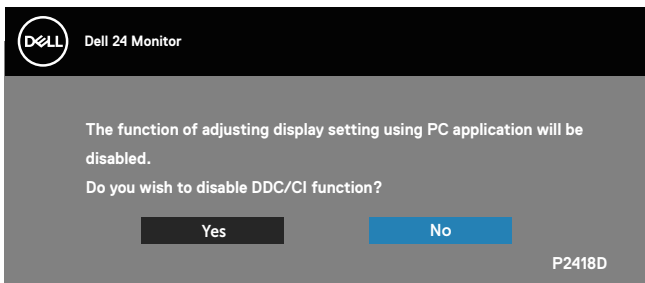 DELL
Dell 24 Monitor
The function of adjusting display setting using PC application will be
disabled.
Do you wish to disable DDC/CI function?
Yes No
P2418D